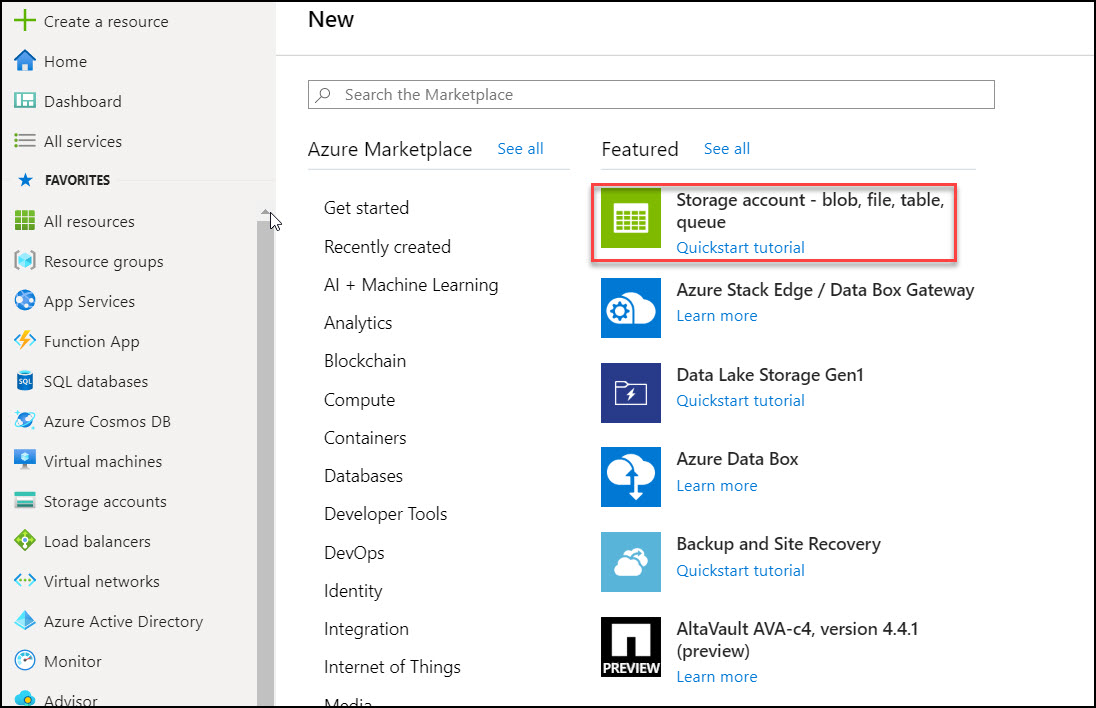 Create a resource
Home
Dashboard
All services
FAVORITES
All resources
Resource groups
App Services
Function App
SQL databases
Azure Cosmos DB
Virtual machines
Storage accounts
Load balancers
Virtual networks
Azure Active Directory
Monitor
Advisor
New
Search the Marketplace
Azure Marketplace See all
Get started
Recently created
AI + Machine Learning
Analytics
Blockchain
Compute
Containers
Databases
Developer Tools
DevOps
Identity
Integration
Internet of Things
Media
Featured See all
Storage account - blob, file, table,
queue
Quickstart tutorial
Azure Stack Edge / Data Box Gateway
Learn more
Data Lake Storage Gen1
Quickstart tutorial
Azure Data Box
Learn more
Backup and Site Recovery
Quickstart tutorial
PREVIEW
AltaVault AVA-c4, version 4.4.1
(preview)
Learn more
SQL